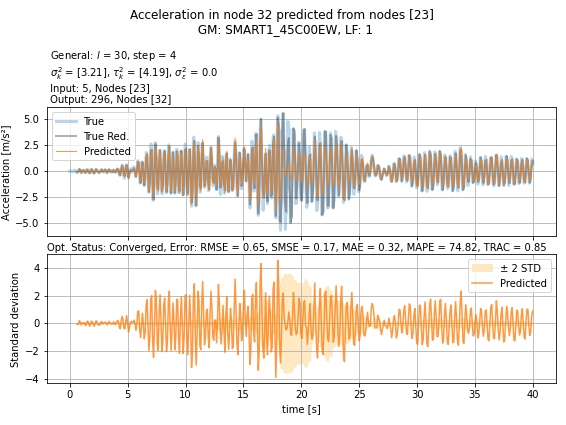 Acceleration in node 32 predicted from nodes [23]
GM: SMART1_45C00EW, LF: 1
General: l = 30, step = 4
σ²ₖ = [3.21], τ²ₖ = [4.19], σ²ε = 0.0
Input: 5, Nodes [23]
Output: 296, Nodes [32]
Acceleration [m/s²]
5.0
2.5
0.0
−2.5
−5.0
True
True Red.
Predicted
Opt. Status: Converged, Error: RMSE = 0.65, SMSE = 0.17, MAE = 0.32, MAPE = 74.82, TRAC = 0.85
Standard deviation
4
2
0
−2
−4
± 2 STD
Predicted
0 5 10 15 20 25 30 35 40
time [s]